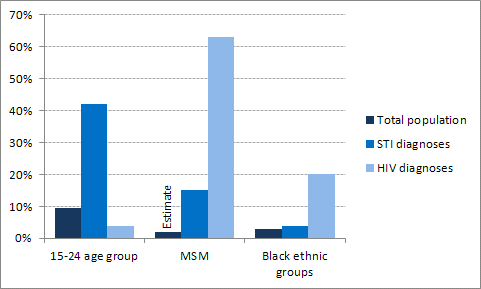 70%
60%
50%
40%
30%
20%
10%
0%
Estimate
15-24 age group
MSM
Black ethnic
groups
Total population
STI diagnoses
HIV diagnoses